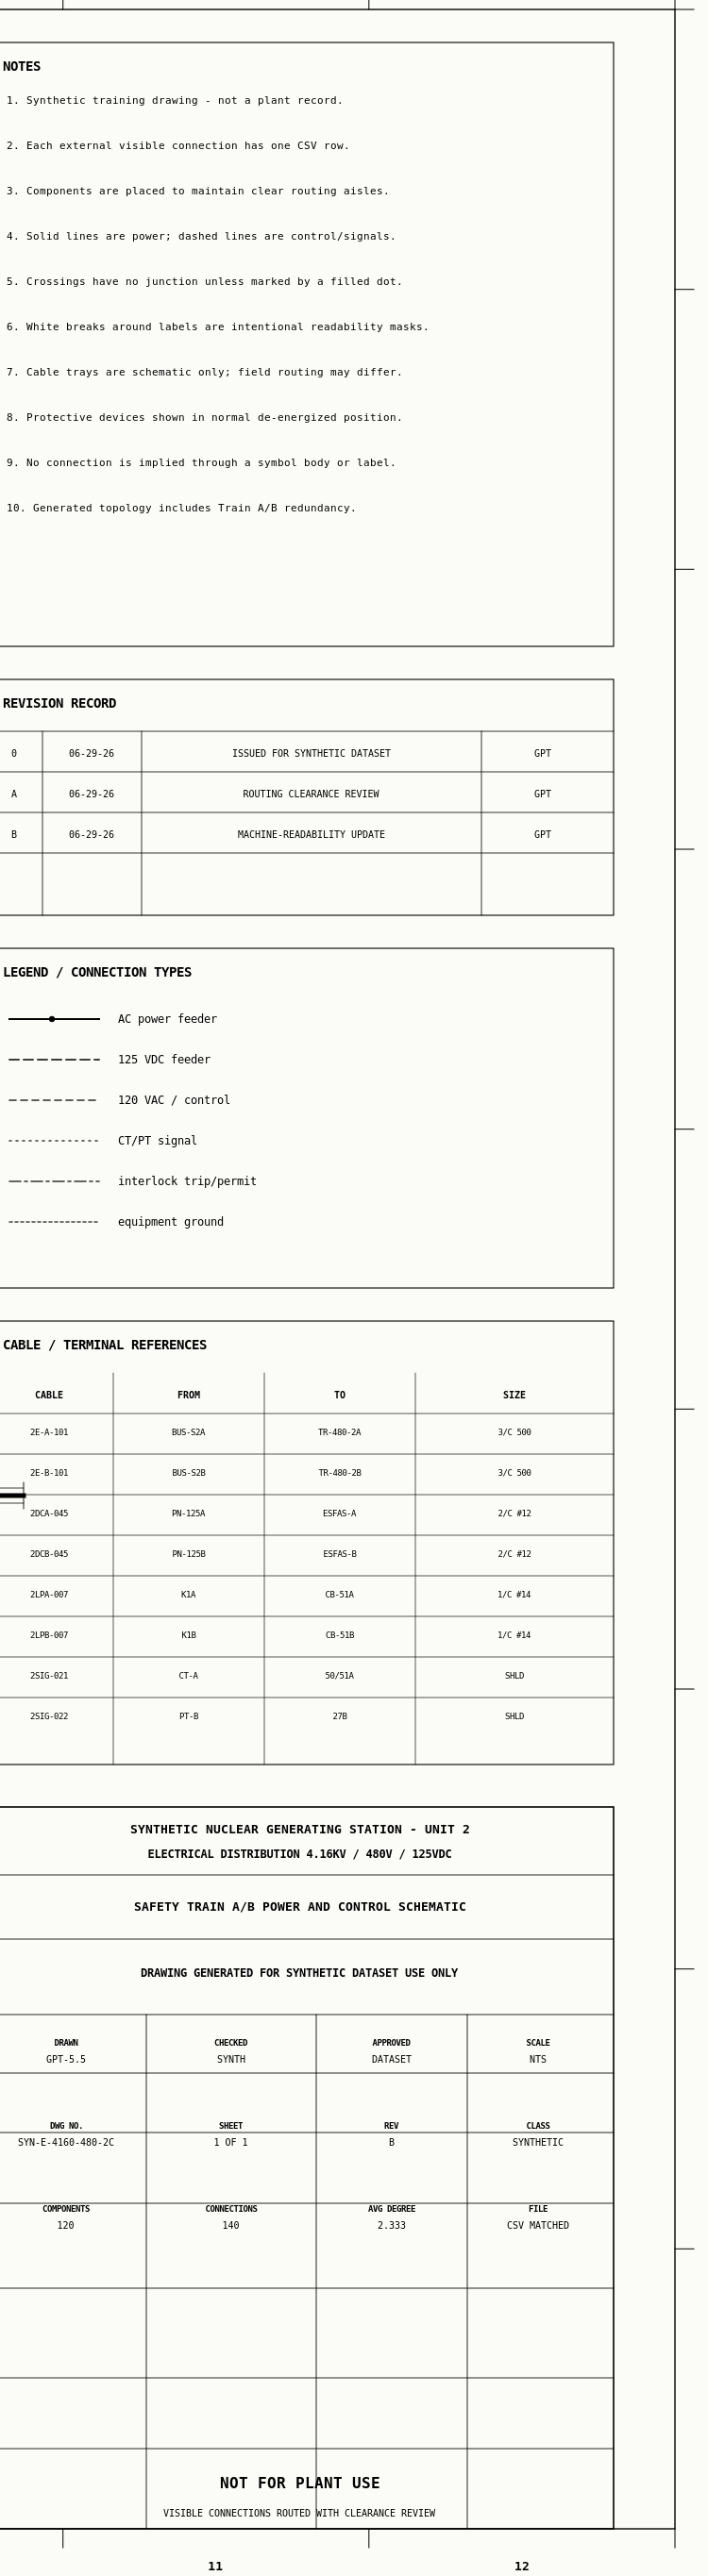 NOTES
1. Synthetic training drawing - not a plant record.
2. Each external visible connection has one CSV row.
3. Components are placed to maintain clear routing aisles.
4. Solid lines are power; dashed lines are control/signals.
5. Crossings have no junction unless marked by a filled dot.
6. White breaks around labels are intentional readability masks.
7. Cable trays are schematic only; field routing may differ.
8. Protective devices shown in normal de-energized position.
9. No connection is implied through a symbol body or label.
10. Generated topology includes Train A/B redundancy.
REVISION RECORD
0 06-29-26 ISSUED FOR SYNTHETIC DATASET GPT
A 06-29-26 ROUTING CLEARANCE REVIEW GPT
B 06-29-26 MACHINE-READABILITY UPDATE GPT
LEGEND / CONNECTION TYPES
AC power feeder
125 VDC feeder
120 VAC / control
CT/PT signal
interlock trip/permit
equipment ground
CABLE / TERMINAL REFERENCES
CABLE FROM TO SIZE
2E-A-101 BUS-S2A TR-480-2A 3/C 500
2E-B-101 BUS-S2B TR-480-2B 3/C 500
2DCA-045 PN-125A ESFAS-A 2/C #12
2DCB-045 PN-125B ESFAS-B 2/C #12
2LPA-007 K1A CB-51A 1/C #14
2LPB-007 K1B CB-51B 1/C #14
2SIG-021 CT-A 50/51A SHLD
2SIG-022 PT-B 27B SHLD
SYNTHETIC NUCLEAR GENERATING STATION - UNIT 2
ELECTRICAL DISTRIBUTION 4.16KV / 480V / 125VDC
SAFETY TRAIN A/B POWER AND CONTROL SCHEMATIC
DRAWING GENERATED FOR SYNTHETIC DATASET USE ONLY
DRAWN CHECKED APPROVED SCALE
GPT-5.5 SYNTH DATASET NTS
DWG NO. SHEET REV CLASS
SYN-E-4160-480-2C 1 OF 1 B SYNTHETIC
COMPONENTS CONNECTIONS AVG DEGREE FILE
120 140 2.333 CSV MATCHED
NOT FOR PLANT USE
VISIBLE CONNECTIONS ROUTED WITH CLEARANCE REVIEW
11 12